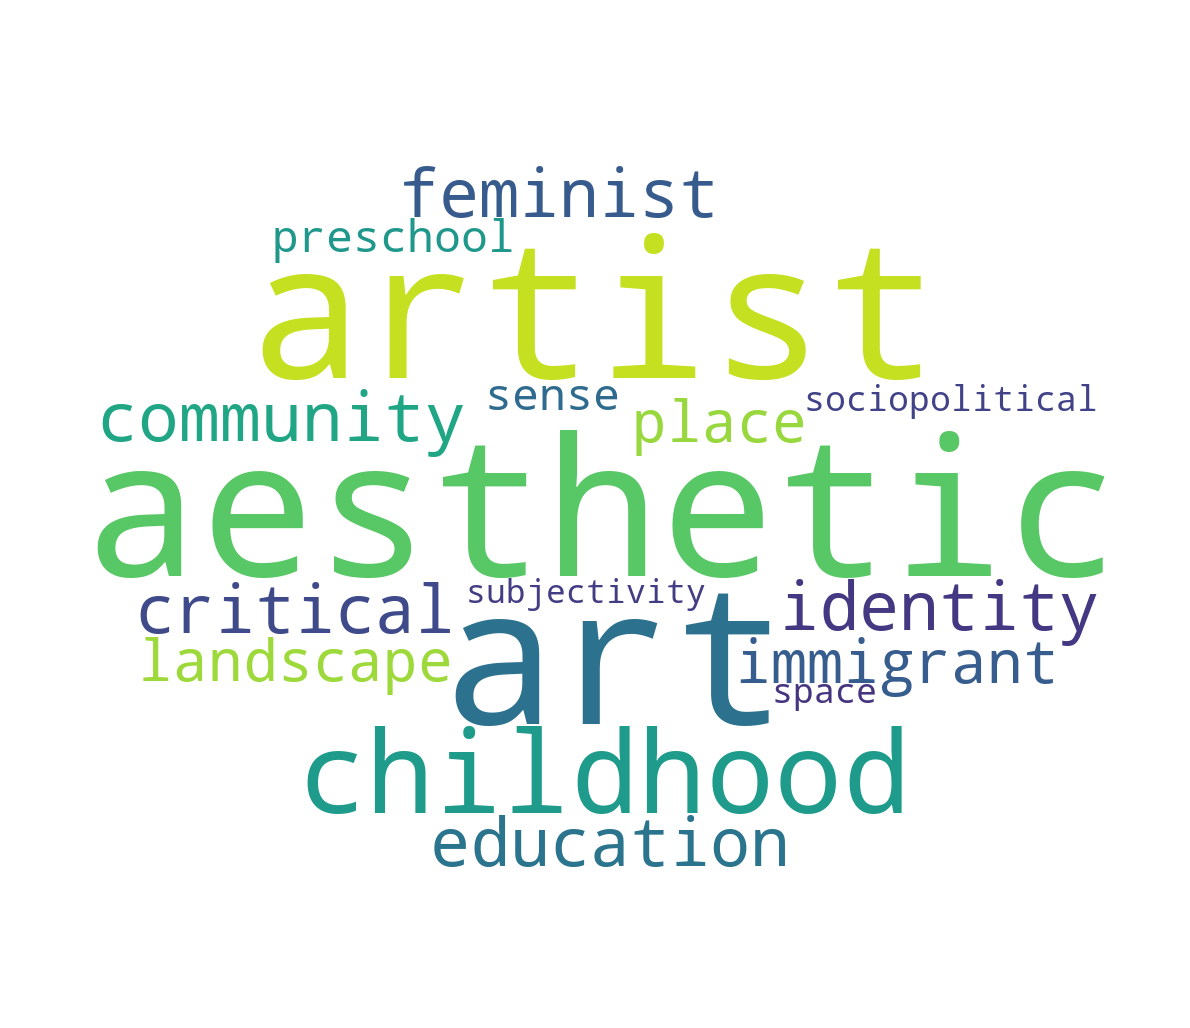 feminist
preschool
artist
sense
community
place
sociopolitical
aesthetic
critical
subjectivity
identity
landscape
art
immigrant
space
childhood
education